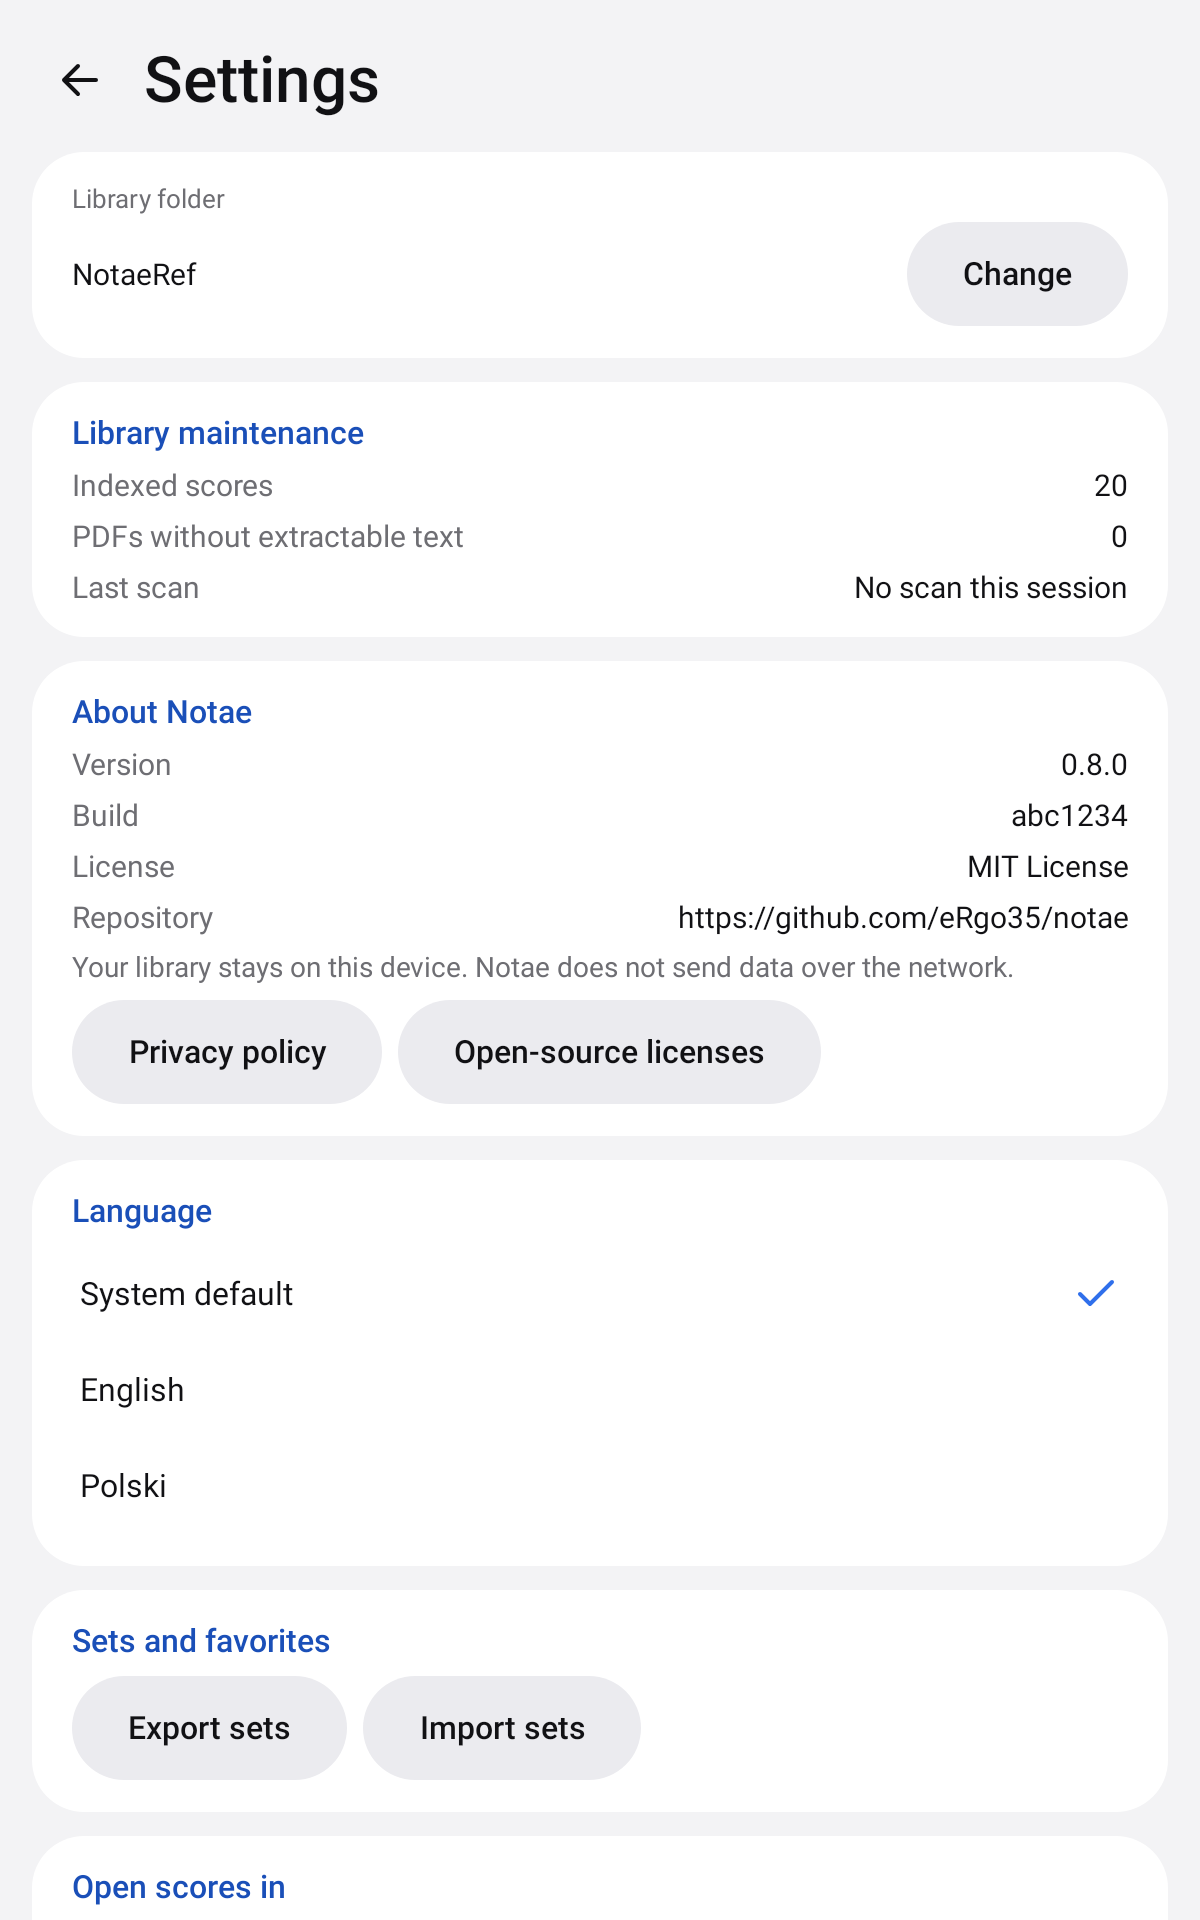 Settings
Library folder
NotaeRef
Change
Library maintenance
Indexed scores 20
PDFs without extractable text 0
Last scan No scan this session
About Notae
Version 0.8.0
Build abc1234
License MIT License
Repository https://github.com/eRgo35/notae
Your library stays on this device. Notae does not send data over the network.
Privacy policy Open-source licenses
Language
System default
English
Polski
Sets and favorites
Export sets Import sets
Open scores in